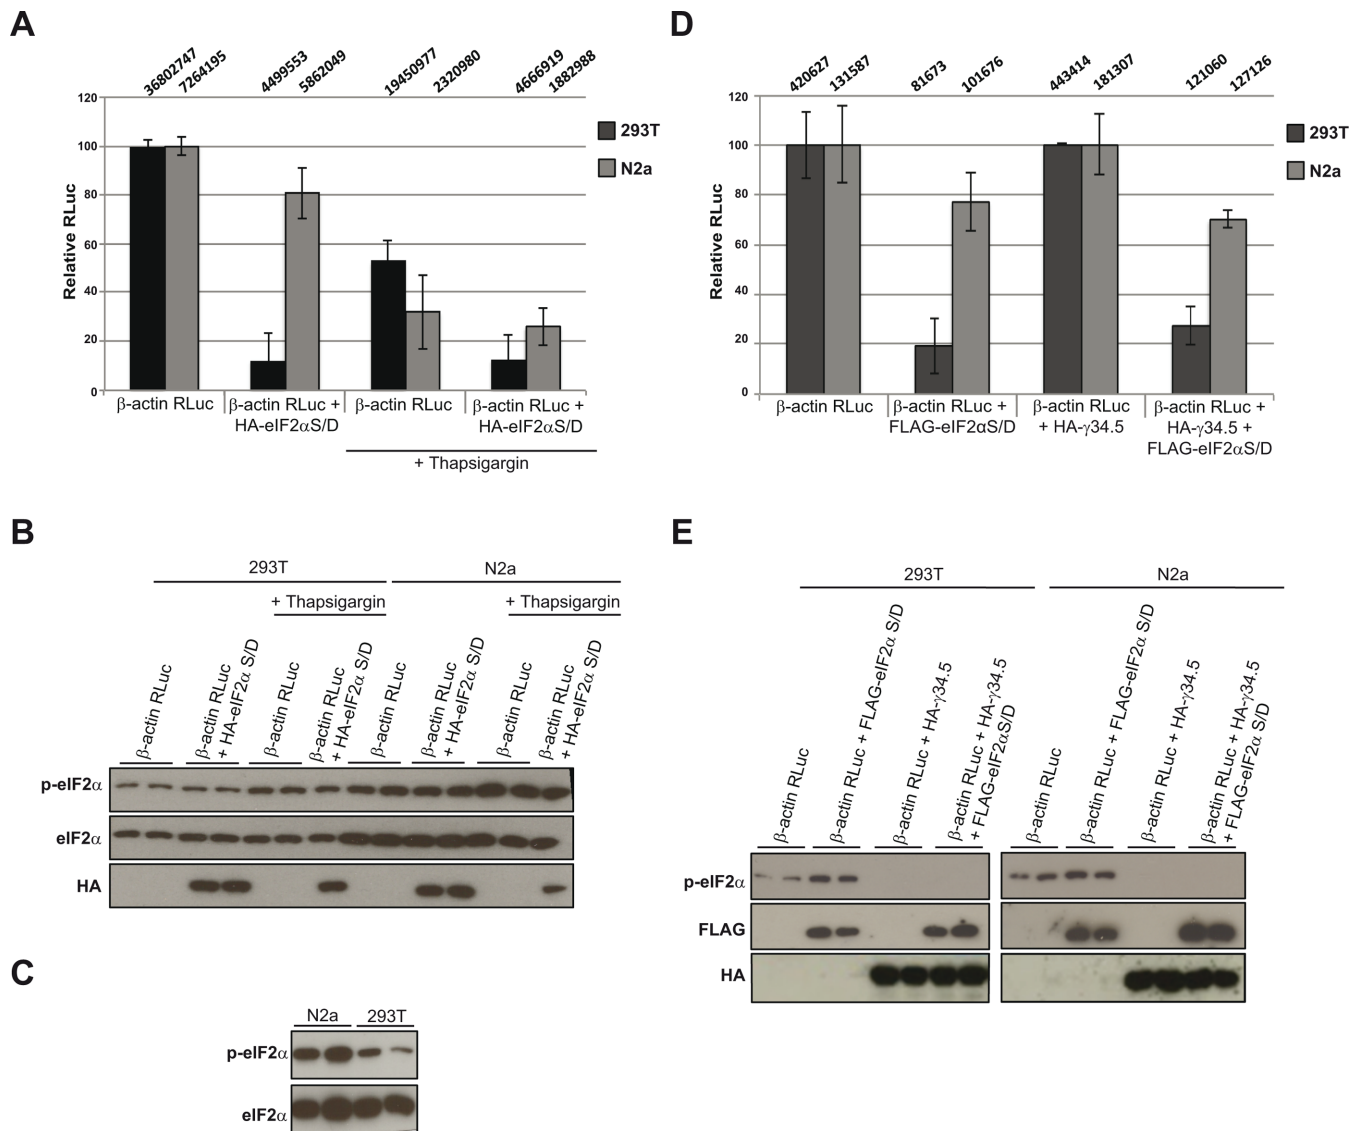 A
36802747
7264195
4499553
5862049
19450977
2320980
4666919
1882988
120
100
80
60
40
20
0
Relative RLuc
293T
N2a
β-actin RLuc
β-actin RLuc +
HA-eIF2αS/D
β-actin RLuc
β-actin RLuc +
HA-eIF2αS/D
+ Thapsigargin
D
420627
131587
81673
101676
443414
181307
121060
127126
120
100
80
60
40
20
0
Relative RLuc
293T
N2a
β-actin RLuc
β-actin RLuc +
FLAG-eIF2αS/D
β-actin RLuc
+ HA-γ34.5
β-actin RLuc +
HA-γ34.5 +
FLAG-eIF2αS/D
B
293T
N2a
+ Thapsigargin
+ Thapsigargin
β-actin RLuc
β-actin RLuc
+ HA-eIF2α S/D
β-actin RLuc
β-actin RLuc
+ HA-eIF2α S/D
β-actin RLuc
β-actin RLuc
+ HA-eIF2α S/D
β-actin RLuc
β-actin RLuc
+ HA-eIF2α S/D
p-eIF2α
eIF2α
HA
E
293T
N2a
β-actin RLuc
β-actin RLuc + FLAG-eIF2α S/D
β-actin RLuc + HA-γ34.5
β-actin RLuc + HA-γ34.5
+ FLAG-eIF2αS/D
β-actin RLuc
β-actin RLuc + FLAG-eIF2α S/D
β-actin RLuc + HA-γ34.5
β-actin RLuc + HA-γ34.5
+ FLAG-eIF2α S/D
p-eIF2α
FLAG
HA
C
N2a
293T
p-eIF2α
eIF2α